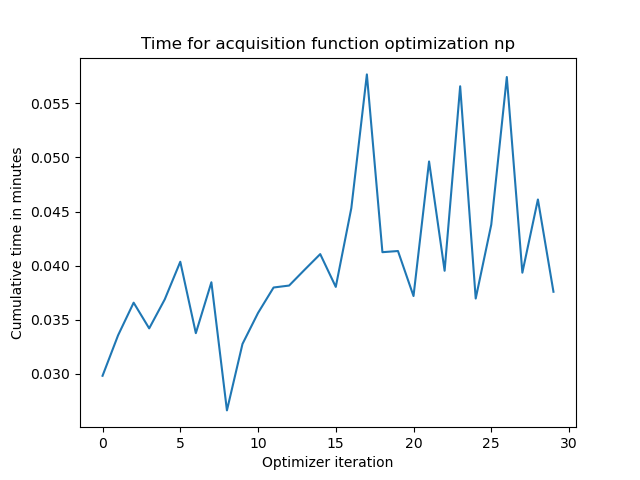 Time for acquisition function optimization np
Cumulative time in minutes
0.055
0.050
0.045
0.040
0.035
0.030
0 5 10 15 20 25 30
Optimizer iteration